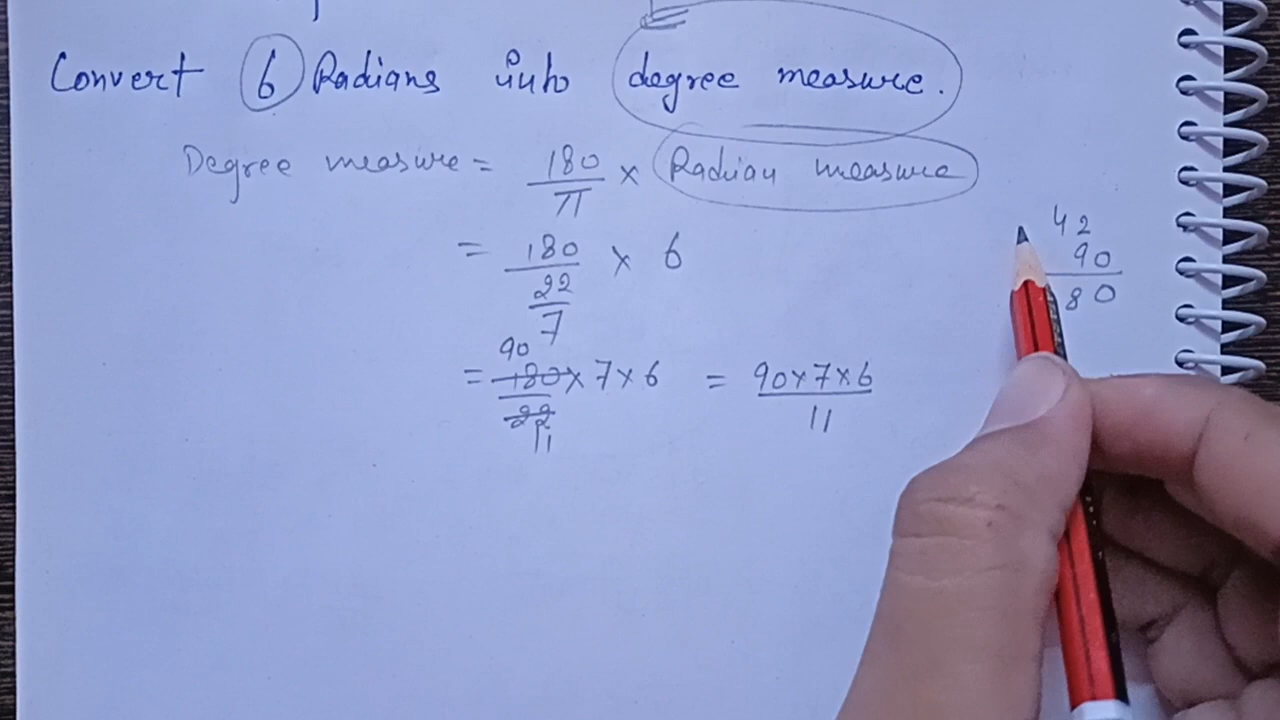 Convert 6 Radians into degree measure.
Degree measure = 180/π × Radian measure
= 180/(22/7) × 6
90
= 180 × 7 × 6 / 22 = 90 × 7 × 6 / 11
11
42
90
80